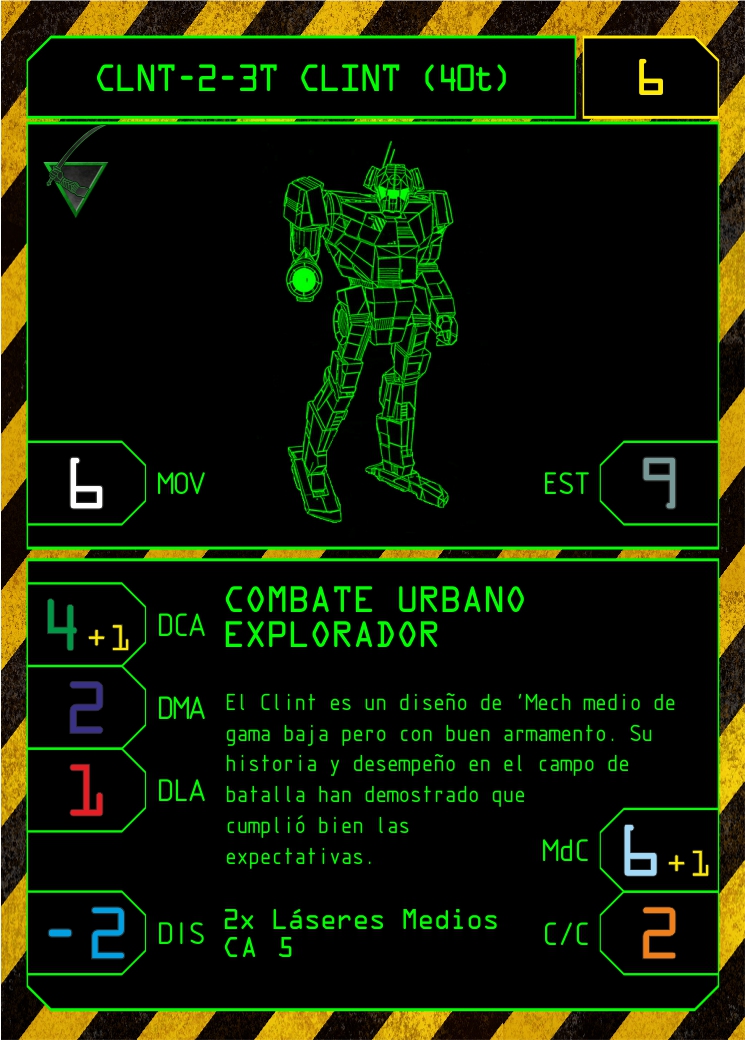 CLNT-2-3T CLINT (40t)
6
6 MOV
EST 9
4 +1 DCA
COMBATE URBANO
EXPLORADOR
2 DMA
1 DLA
El Clint es un diseño de 'Mech medio de
gama baja pero con buen armamento. Su
historia y desempeño en el campo de
batalla han demostrado que
cumplió bien las
expectativas.
MdC 6 +1
-2 DIS
2x Láseres Medios
CA 5
C/C 2